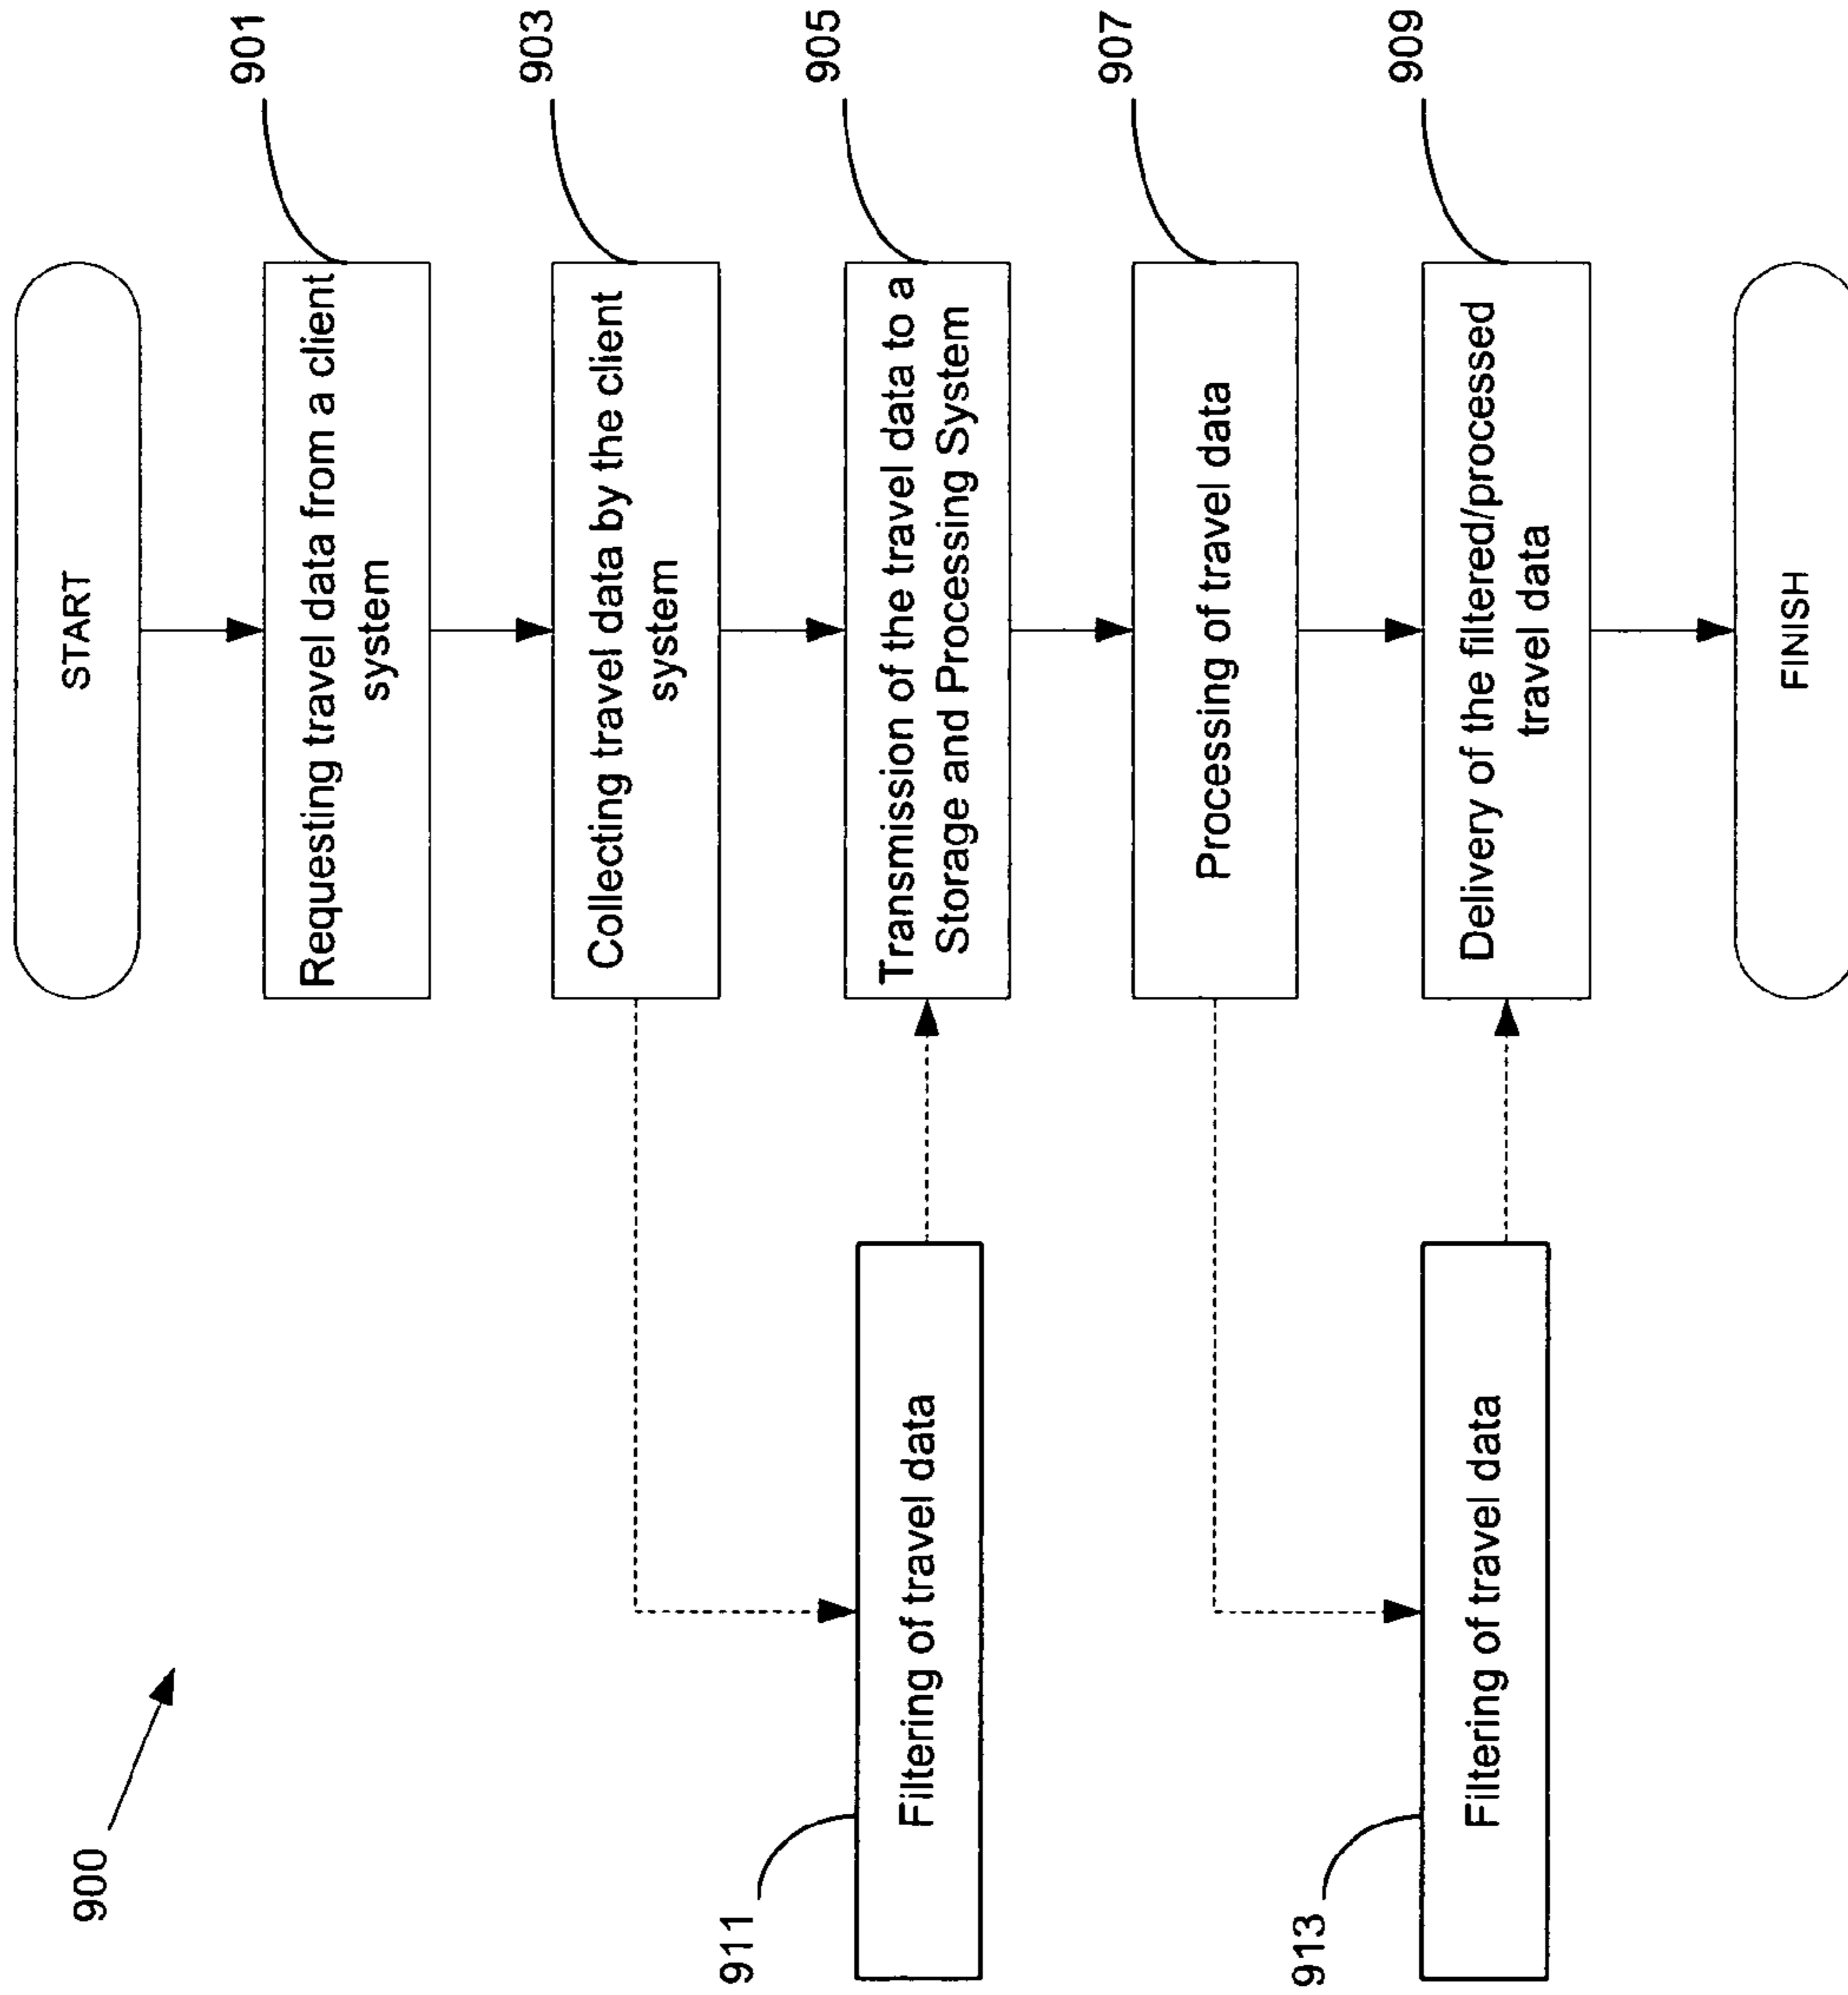 900
START
901
Requesting travel data from a client
system
903
Collecting travel data by the client
system
905
Transmission of the travel data to a
Storage and Processing System
911
Filtering of travel data
907
Processing of travel data
909
Delivery of the filtered/processed
travel data
913
Filtering of travel data
FINISH